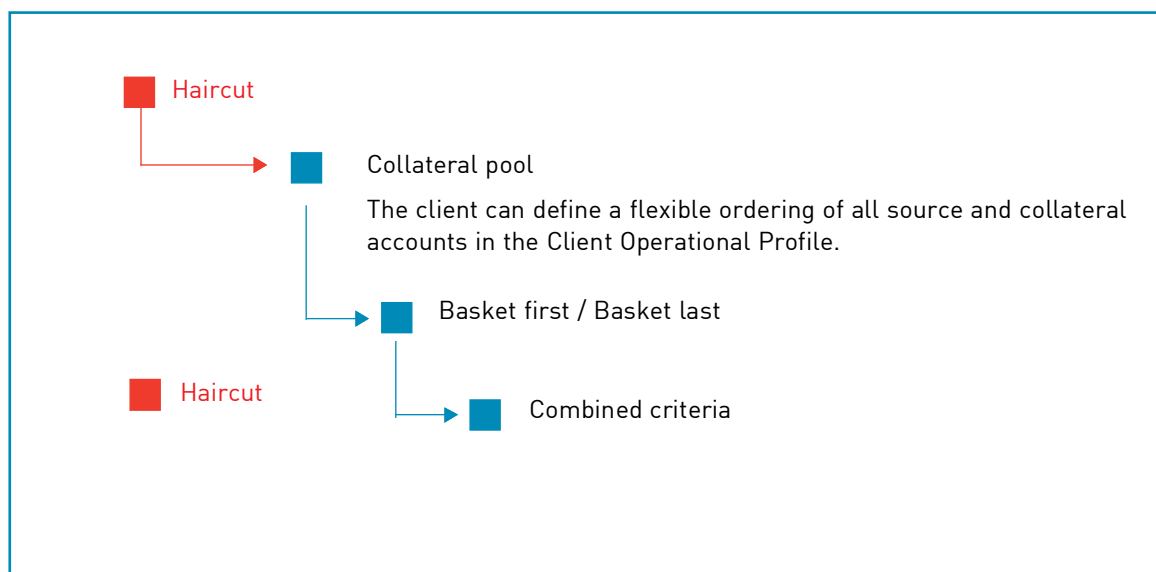 Haircut
Collateral pool
The client can define a flexible ordering of all source and collateral
accounts in the Client Operational Profile.
Basket first / Basket last
Haircut
Combined criteria